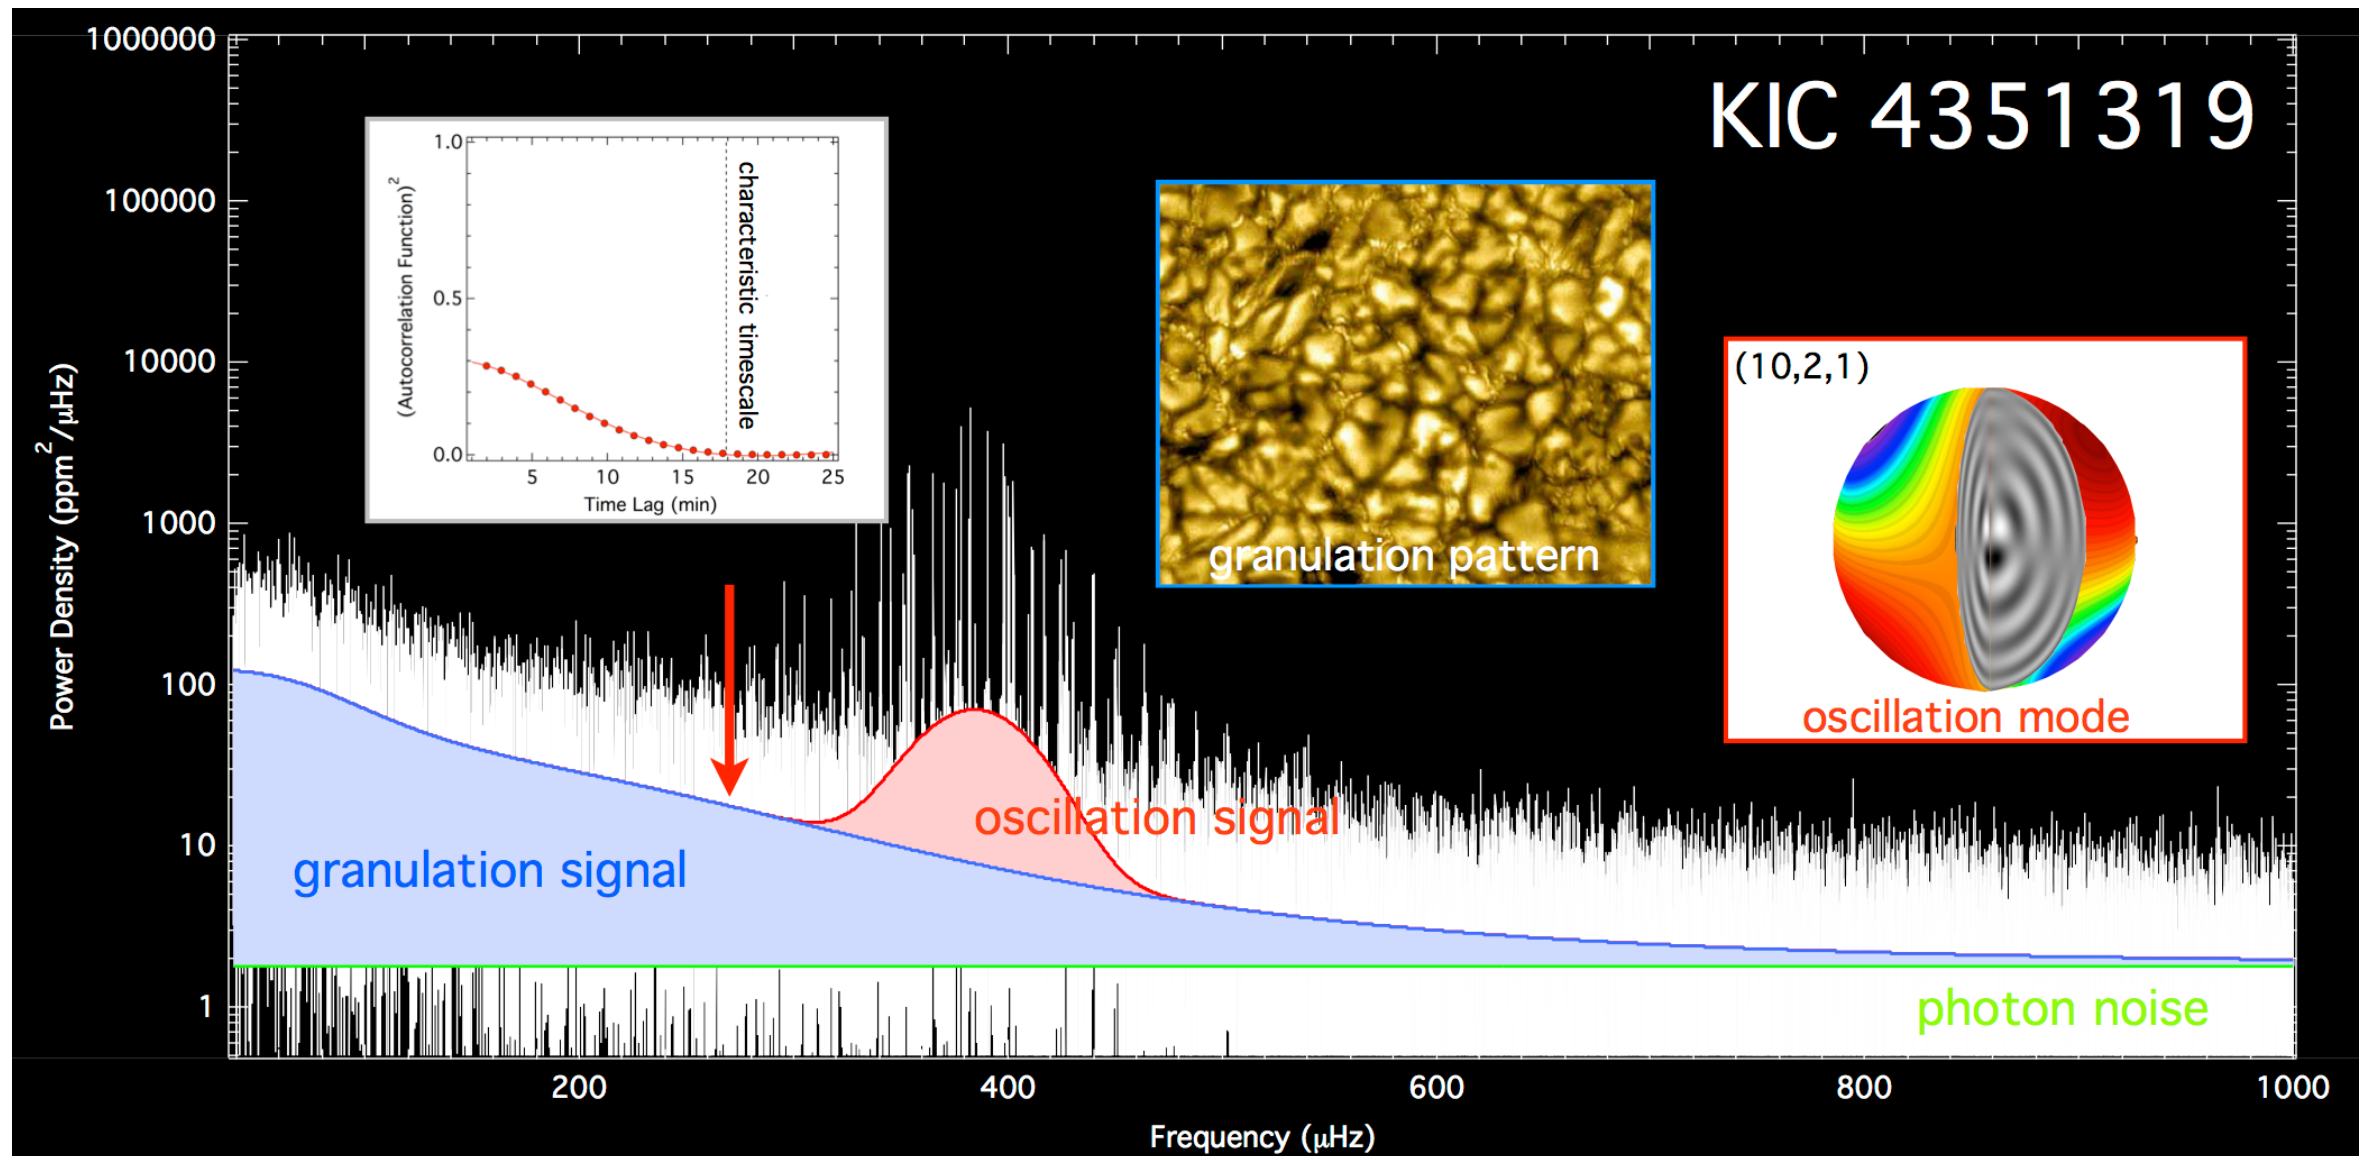 KIC 4351319
1000000
100000
10000
1000
100
10
1
Power Density (ppm²/μHz)
200
400
600
800
1000
Frequency (μHz)
1.0
0.5
0.0
(Autocorrelation Function)²
5
10
15
20
25
Time Lag (min)
characteristic timescale
granulation pattern
(10,2,1)
oscillation mode
oscillation signal
granulation signal
photon noise